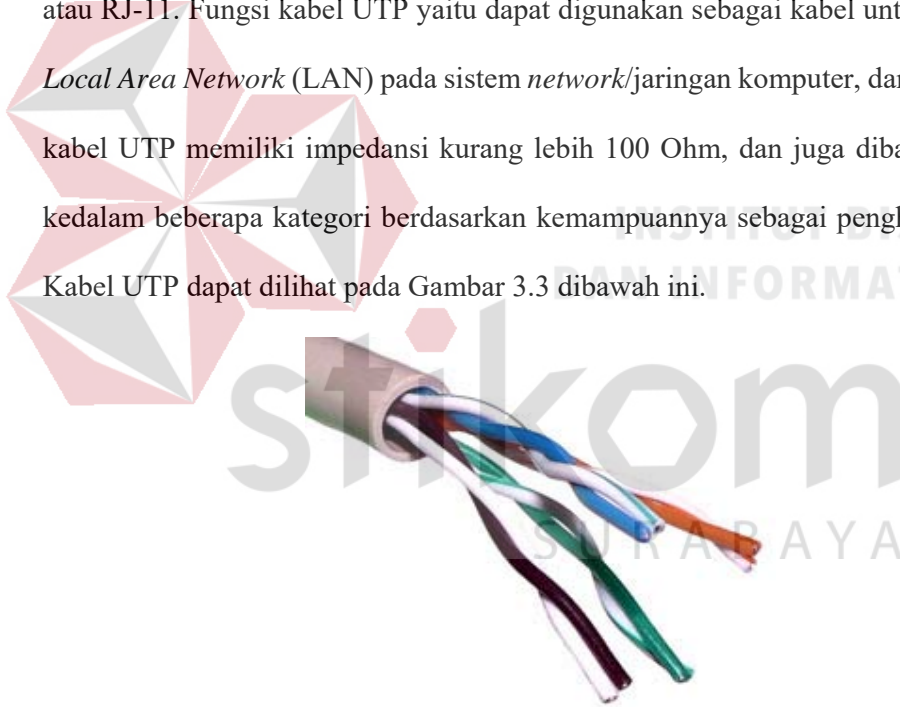 atau RJ-11. Fungsi kabel UTP yaitu dapat digunakan sebagai kabel
Local Area Network (LAN) pada sistem network/jaringan komputer,
kabel UTP memiliki impedansi kurang lebih 100 Ohm, dan juga
kedalam beberapa kategori berdasarkan kemampuannya sebagai
Kabel UTP dapat dilihat pada Gambar 3.3 dibawah ini.
INSTITUT
DAN
stikom
SURABAYA